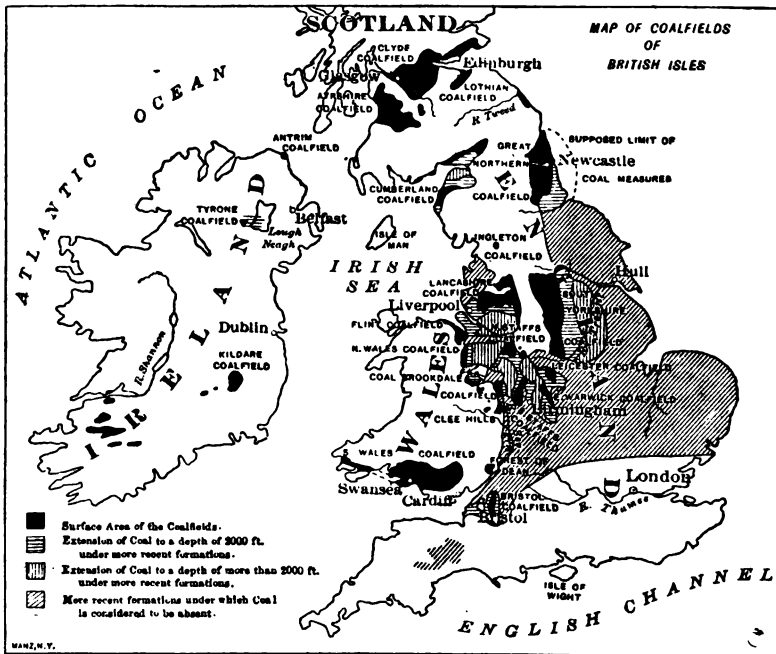 SCOTLAND
MAP OF COALFIELDS
OF
BRITISH ISLES
CLYDE
COALFIELD
Glasgow
Edinburgh
AYRSHIRE
COALFIELD
LOTHIAN
COALFIELD
R. Tweed
ATLANTIC OCEAN
ANTRIM
COALFIELD
GREAT
NORTHERN
COALFIELD
SUPPOSED LIMIT OF
Newcastle
COAL MEASURES
CUMBERLAND
COALFIELD
TYRONE
COALFIELD
Belfast
Lough
Neagh
ISLE OF
MAN
INGLETON
COALFIELD
IRISH
SEA
Hull
LANCASHIRE
COALFIELD
Liverpool
YORKSHIRE
COALFIELD
FLINT COALFIELD
N. STAFFS
N. WALES COALFIELD
LEICESTER COALFIELD
COAL BROOKDALE
COALFIELD
WARWICK COALFIELD
Birmingham
CLEE HILLS
STAFFS
Dublin
R. Shannon
KILDARE
COALFIELD
IRELAND
ENGLAND
WALES
S. WALES COALFIELD
FOREST OF
DEAN
Swansea
Cardiff
BRISTOL
COALFIELD
Bristol
London
R. Thames
ISLE OF
WIGHT
ENGLISH CHANNEL
Surface Area of the Coalfields.
Extension of Coal to a depth of 2000 ft.
under more recent formations.
Extension of Coal to a depth of more than 2000 ft.
under more recent formations.
More recent formations under which Coal
is considered to be absent.
MANZ, N.Y.